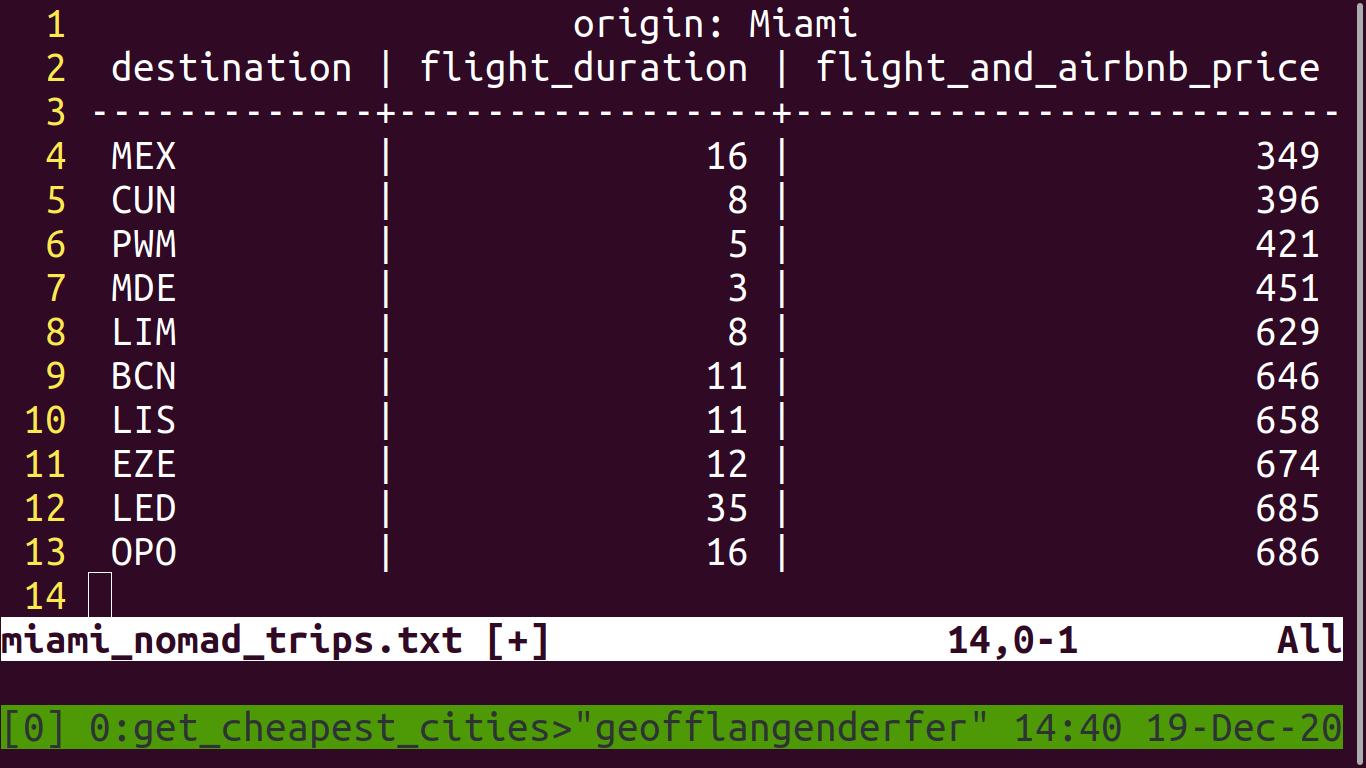 1 origin: Miami
2 destination | flight_duration | flight_and_airbnb_price
3 -------------+-----------------+-------------------------
4 MEX | 16 | 349
5 CUN | 8 | 396
6 PWM | 5 | 421
7 MDE | 3 | 451
8 LIM | 8 | 629
9 BCN | 11 | 646
10 LIS | 11 | 658
11 EZE | 12 | 674
12 LED | 35 | 685
13 OPO | 16 | 686
14
miami_nomad_trips.txt [+] 14,0-1 All
[0] 0:get_cheapest_cities>"geofflangenderfer" 14:40 19-Dec-20